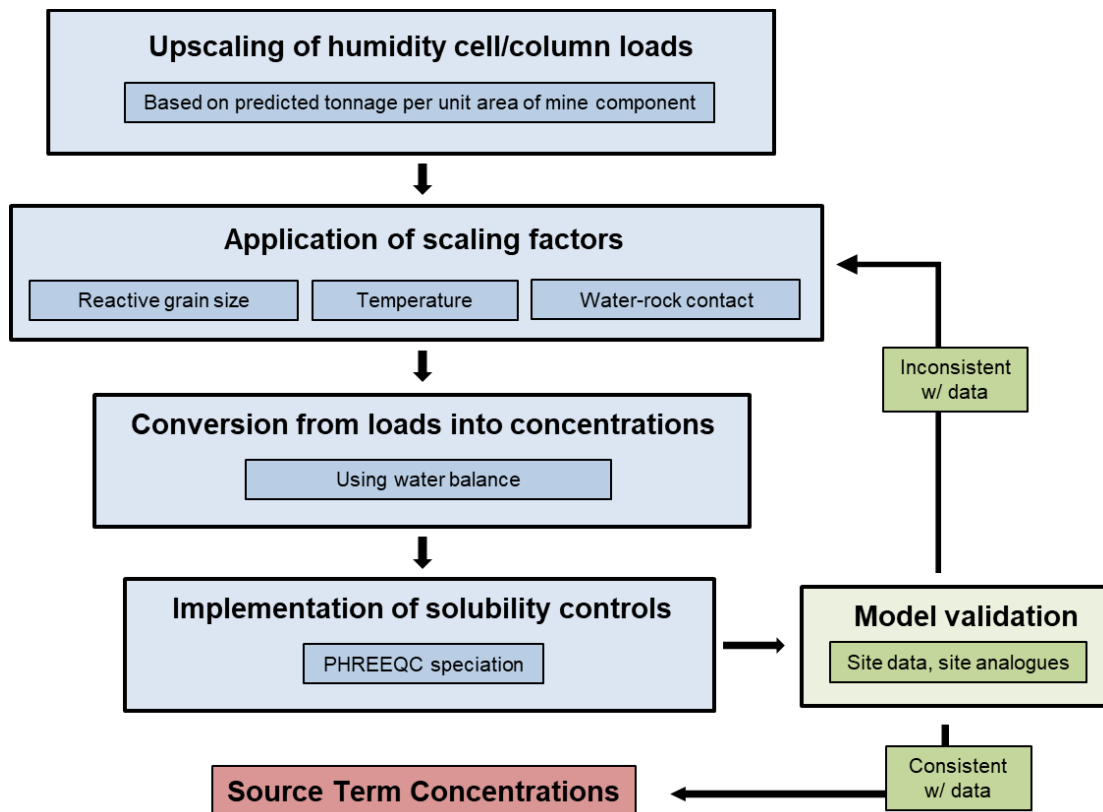 Upscaling of humidity cell/column loads
Based on predicted tonnage per unit area of mine component
Application of scaling factors
Reactive grain size
Temperature
Water-rock contact
Inconsistent
w/ data
Conversion from loads into concentrations
Using water balance
Implementation of solubility controls
PHREEQC speciation
Model validation
Site data, site analogues
Consistent
w/ data
Source Term Concentrations